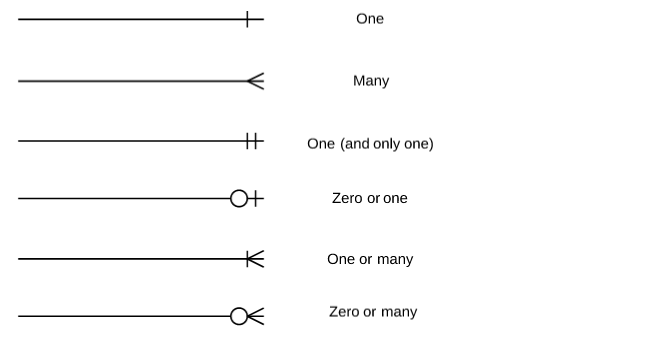 One
Many
One (and only one)
Zero or one
One or many
Zero or many